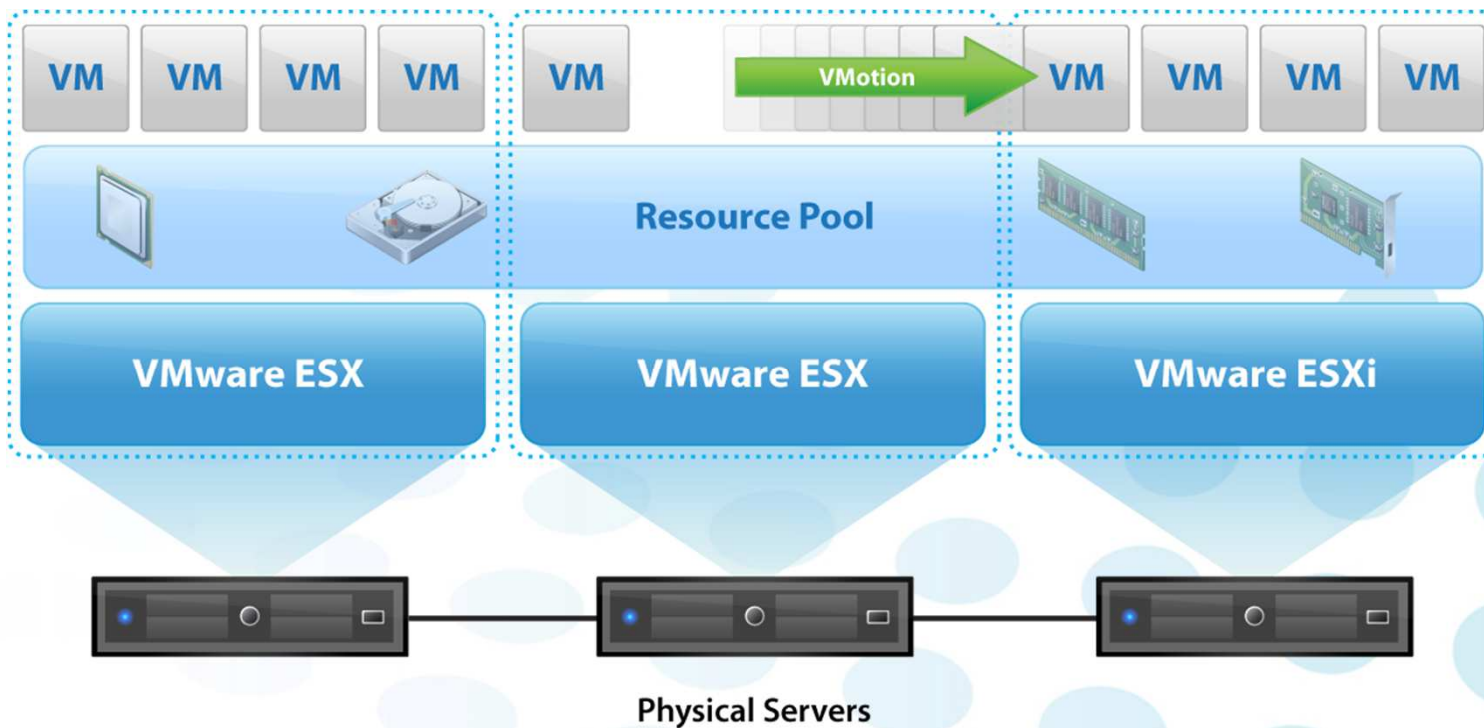 VM VM VM VM VM VMotion VM VM VM VM
Resource Pool
VMware ESX VMware ESX VMware ESXi
Physical Servers